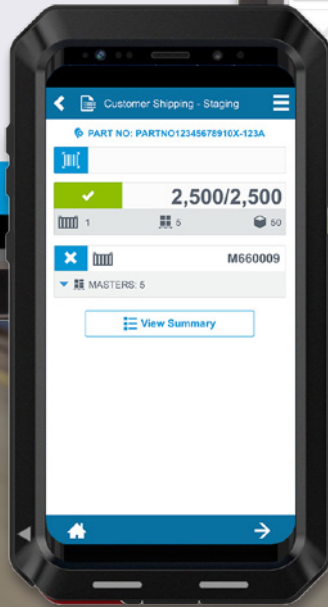 Customer Shipping - Staging
PART NO: PARTNO12345678910X-123A
2,500/2,500
1 5 50
M660009
MASTERS: 5
View Summary